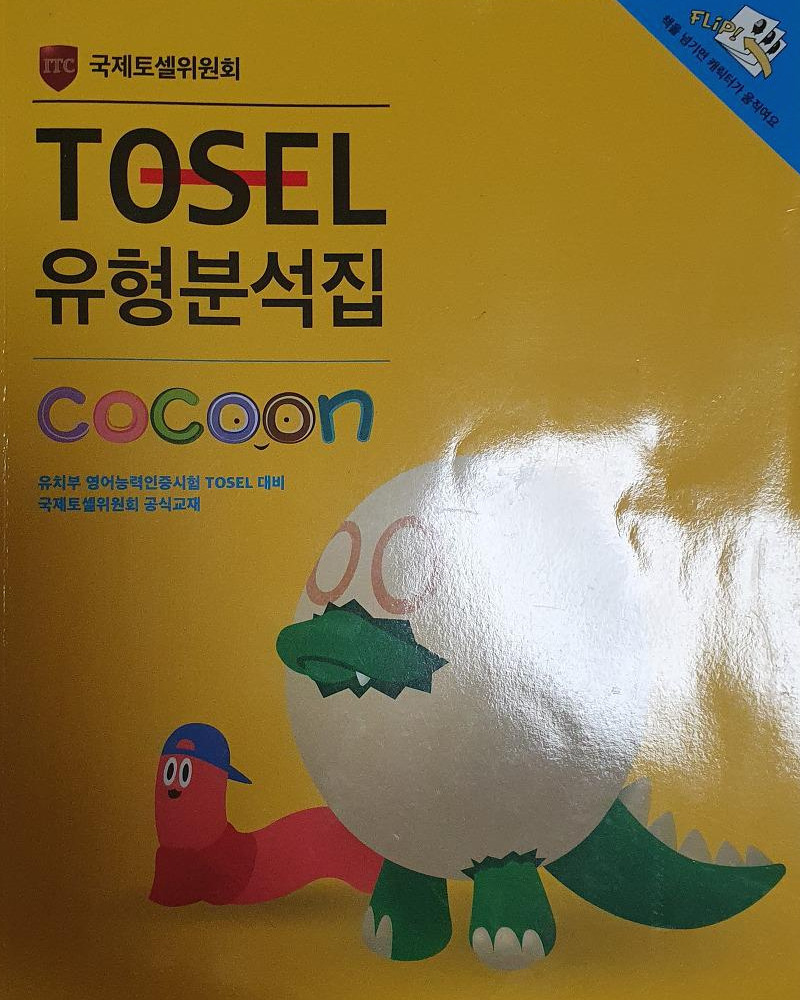 ITC 국제토셀위원회
TOSEL
유형분석집
cocoon
유치부 영어능력인증시험 TOSEL 대비
국제토셀위원회 공식교재
FLIP!
책을 넘기면 캐릭터가 움직여요